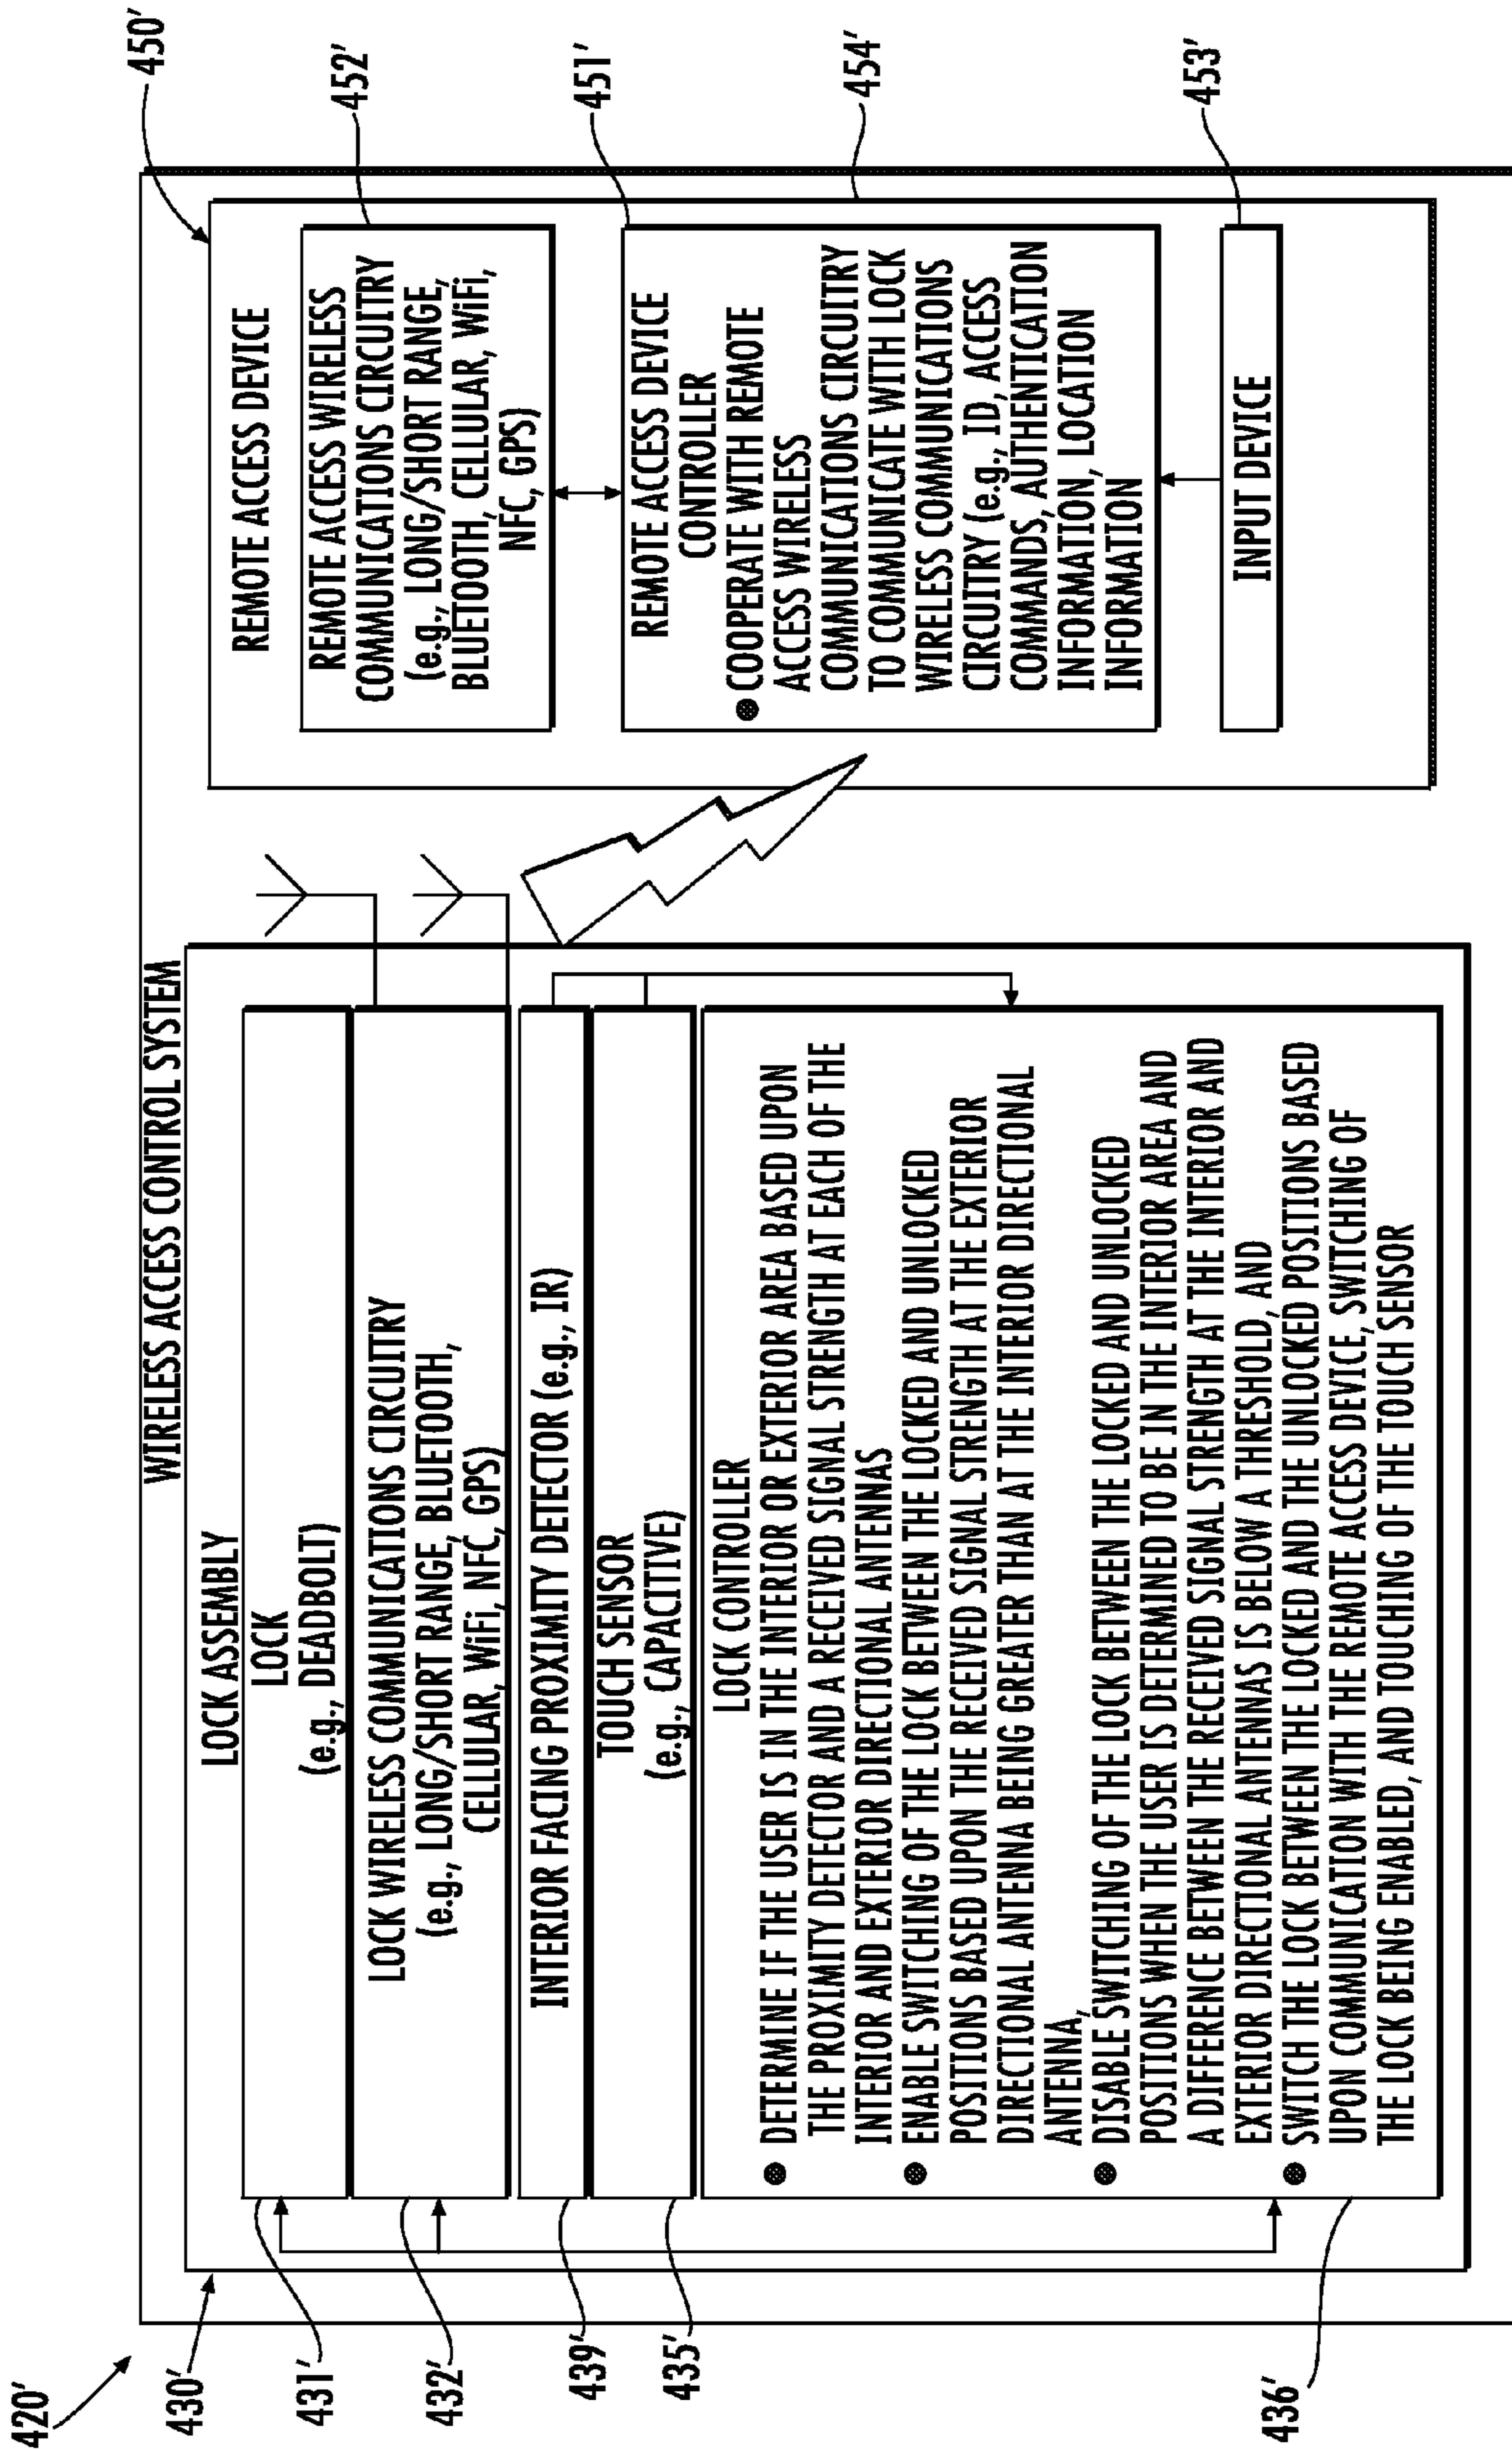 420′
WIRELESS ACCESS CONTROL SYSTEM
430′
LOCK ASSEMBLY
431′
LOCK
(e.g., DEADBOLT)
432′
LOCK WIRELESS COMMUNICATIONS CIRCUITRY
(e.g., LONG/SHORT RANGE, BLUETOOTH,
CELLULAR, WiFi, NFC, GPS)
439′
INTERIOR FACING PROXIMITY DETECTOR (e.g., IR)
435′
TOUCH SENSOR
(e.g., CAPACITIVE)
436′
LOCK CONTROLLER
● DETERMINE IF THE USER IS IN THE INTERIOR OR EXTERIOR AREA BASED UPON
THE PROXIMITY DETECTOR AND A RECEIVED SIGNAL STRENGTH AT EACH OF THE
INTERIOR AND EXTERIOR DIRECTIONAL ANTENNAS
● ENABLE SWITCHING OF THE LOCK BETWEEN THE LOCKED AND UNLOCKED
POSITIONS BASED UPON THE RECEIVED SIGNAL STRENGTH AT THE EXTERIOR
DIRECTIONAL ANTENNA BEING GREATER THAN AT THE INTERIOR DIRECTIONAL
ANTENNA,
● DISABLE SWITCHING OF THE LOCK BETWEEN THE LOCKED AND UNLOCKED
POSITIONS WHEN THE USER IS DETERMINED TO BE IN THE INTERIOR AREA AND
A DIFFERENCE BETWEEN THE RECEIVED SIGNAL STRENGTH AT THE INTERIOR AND
EXTERIOR DIRECTIONAL ANTENNAS IS BELOW A THRESHOLD, AND
● SWITCH THE LOCK BETWEEN THE LOCKED AND THE UNLOCKED POSITIONS BASED
UPON COMMUNICATION WITH THE REMOTE ACCESS DEVICE, SWITCHING OF
THE LOCK BEING ENABLED, AND TOUCHING OF THE TOUCH SENSOR
450′
REMOTE ACCESS DEVICE
452′
REMOTE ACCESS WIRELESS
COMMUNICATIONS CIRCUITRY
(e.g., LONG/SHORT RANGE,
BLUETOOTH, CELLULAR, WiFi,
NFC, GPS)
451′
REMOTE ACCESS DEVICE
CONTROLLER
● COOPERATE WITH REMOTE
ACCESS WIRELESS
COMMUNICATIONS CIRCUITRY
TO COMMUNICATE WITH LOCK
WIRELESS COMMUNICATIONS
CIRCUITRY (e.g., ID, ACCESS
COMMANDS, AUTHENTICATION
INFORMATION, LOCATION
INFORMATION
454′
453′
INPUT DEVICE